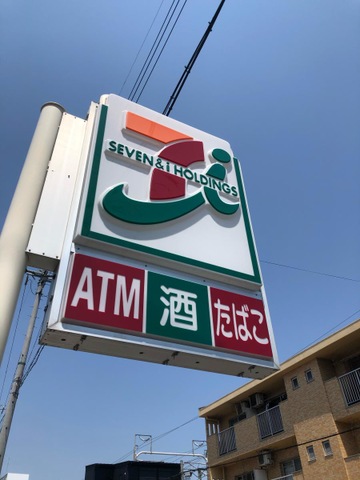 SEVEN & i HOLDINGS
ATM 酒 たばこ